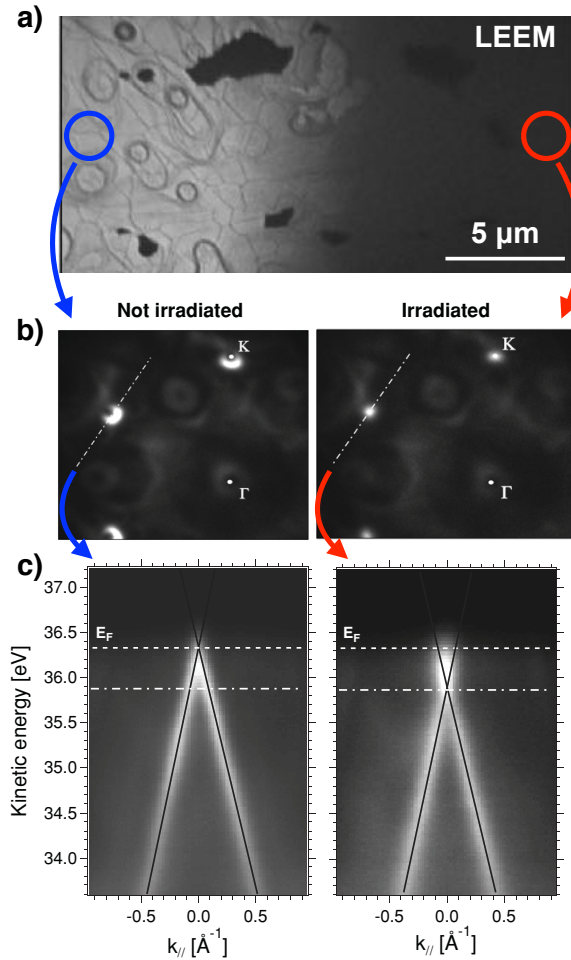 a)
LEEM
5 µm
Not irradiated
Irradiated
b)
K
Γ
K
Γ
c)
Kinetic energy [eV]
37.0
36.5
36.0
35.5
35.0
34.5
34.0
E_F
E_F
-0.5 0.0 0.5
-0.5 0.0 0.5
k_// [Å⁻¹]
k_// [Å⁻¹]